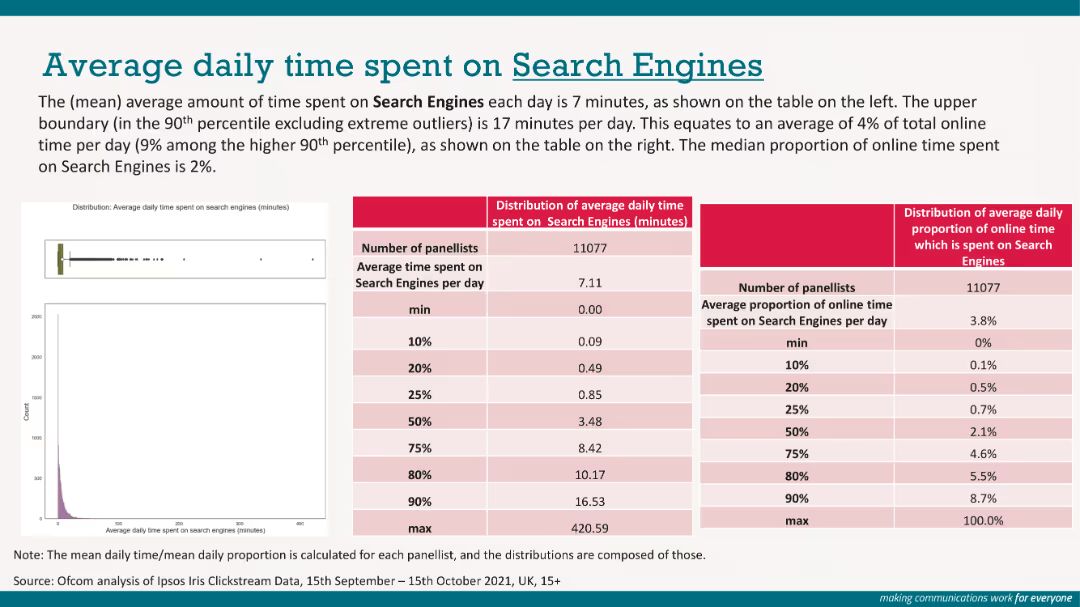 Average daily time spent on Search Engines
The (mean) average amount of time spent on Search Engines each day is 7 minutes, as shown on the table on the left. The upper
boundary (in the 90th percentile excluding extreme outliers) is 17 minutes per day. This equates to an average of 4% of total online
time per day (9% among the higher 90th percentile), as shown on the table on the right. The median proportion of online time spent
on Search Engines is 2%.
Distribution: Average daily time spent on search engines (minutes)
Count
2500
2000
1500
1000
500
0
0 100 200 300 400
Average daily time spent on search engines (minutes)
Distribution of average daily time
spent on Search Engines (minutes)
Number of panellists 11077
Average time spent on
Search Engines per day 7.11
min 0.00
10% 0.09
20% 0.49
25% 0.85
50% 3.48
75% 8.42
80% 10.17
90% 16.53
max 420.59
Distribution of average daily
proportion of online time
which is spent on Search
Engines
Number of panellists 11077
Average proportion of online time
spent on Search Engines per day 3.8%
min 0%
10% 0.1%
20% 0.5%
25% 0.7%
50% 2.1%
75% 4.6%
80% 5.5%
90% 8.7%
max 100.0%
Note: The mean daily time/mean daily proportion is calculated for each panellist, and the distributions are composed of those.
Source: Ofcom analysis of Ipsos Iris Clickstream Data, 15th September – 15th October 2021, UK, 15+
making communications work for everyone